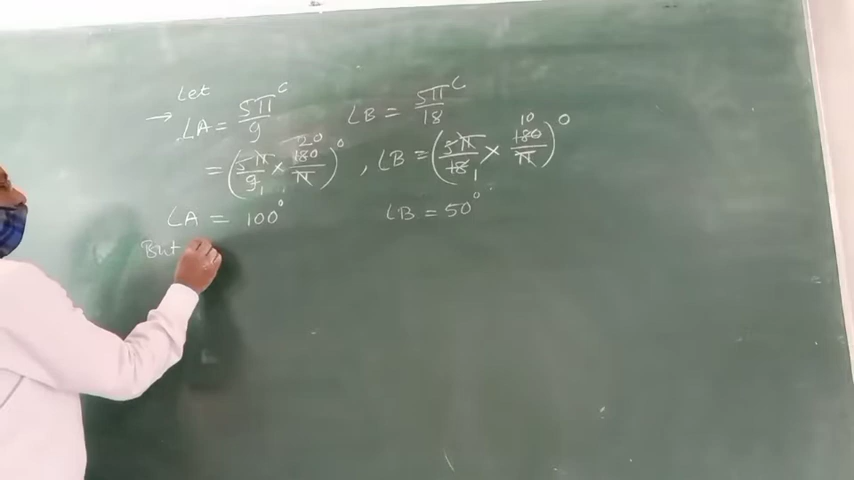 Let
→ ∠A = 5π/9 ᶜ ∠B = 5π/18 ᶜ
= (5π/9 × 180/π)° , ∠B = (5π/18 × 180/π)°
∠A = 100° ∠B = 50°
But